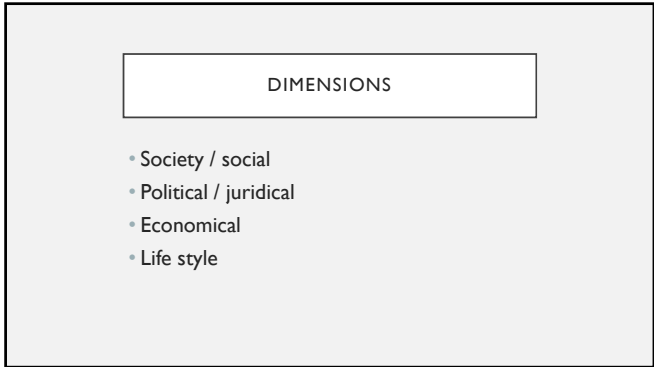 DIMENSIONS
• Society / social
• Political / juridical
• Economical
• Life style